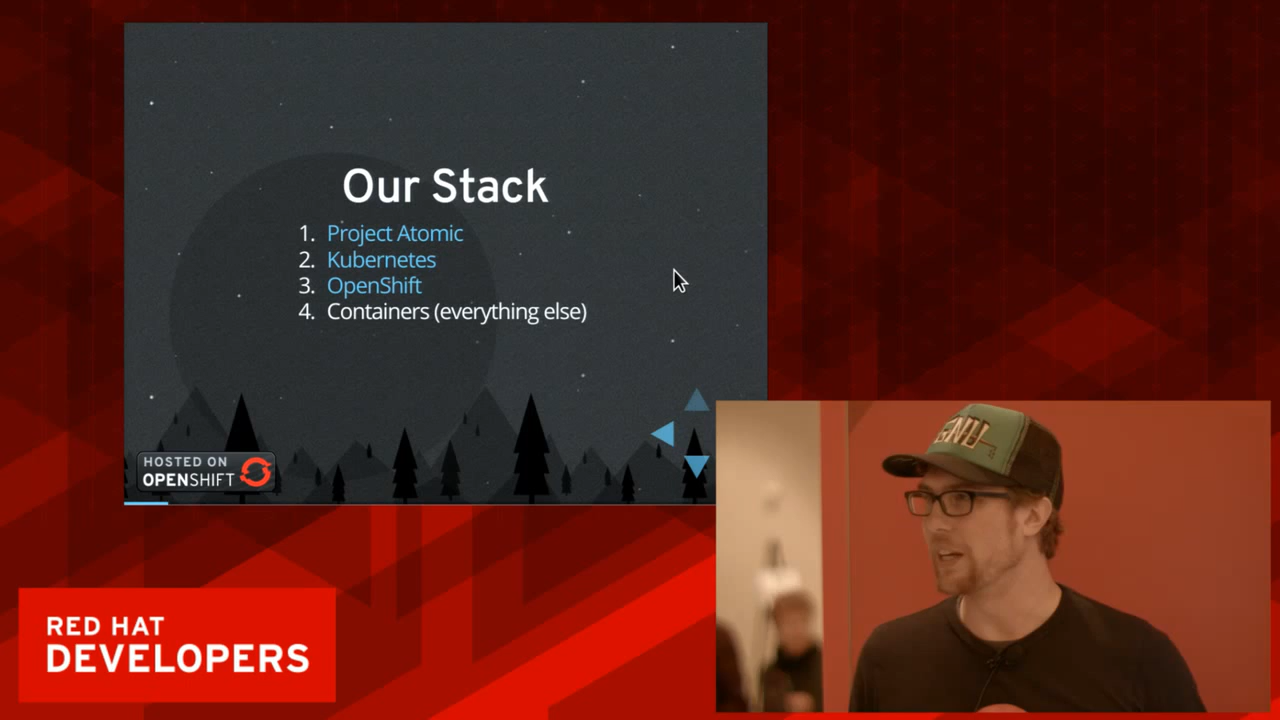 Our Stack
1. Project Atomic
2. Kubernetes
3. OpenShift
4. Containers (everything else)
HOSTED ON
OPENSHIFT
GNU
RED HAT
DEVELOPERS